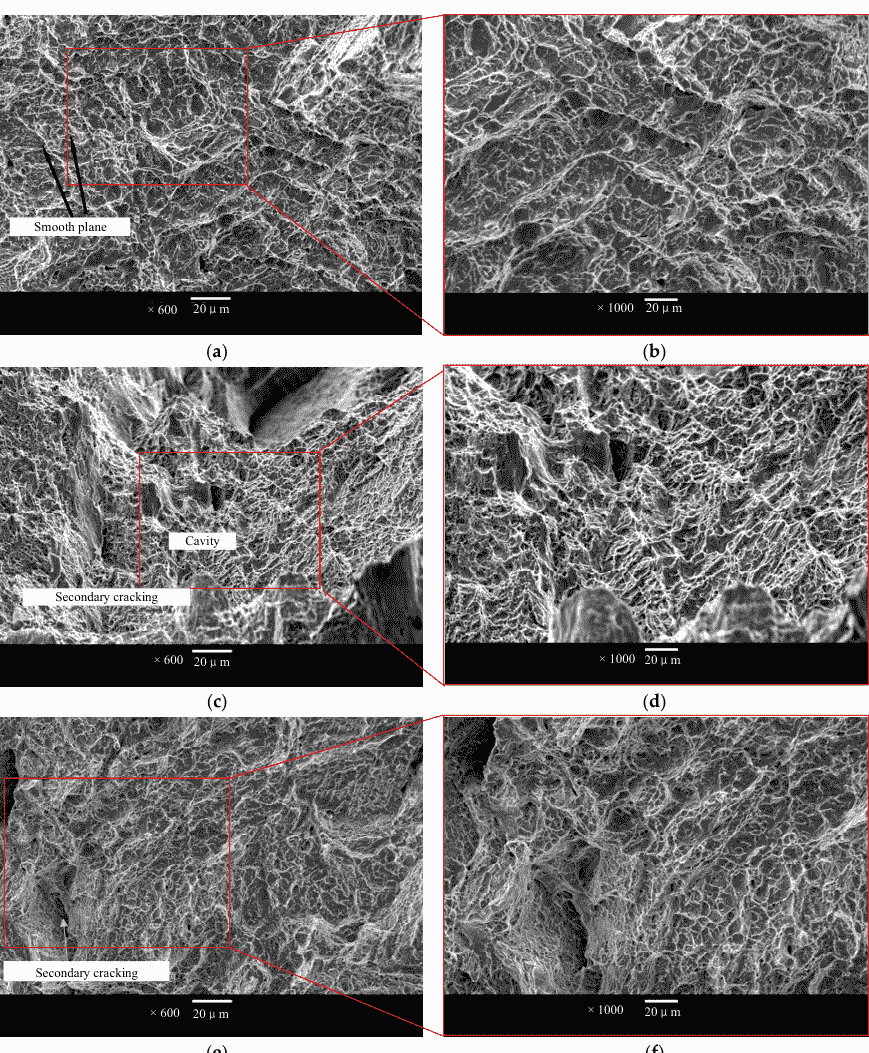 Smooth plane
× 600 20 μ m
× 1000 20 μ m
(a) (b)
Cavity
Secondary cracking
× 600 20 μ m
× 1000 20 μ m
(c) (d)
Secondary cracking
× 600 20 μ m
× 1000 20 μ m
(e) (f)